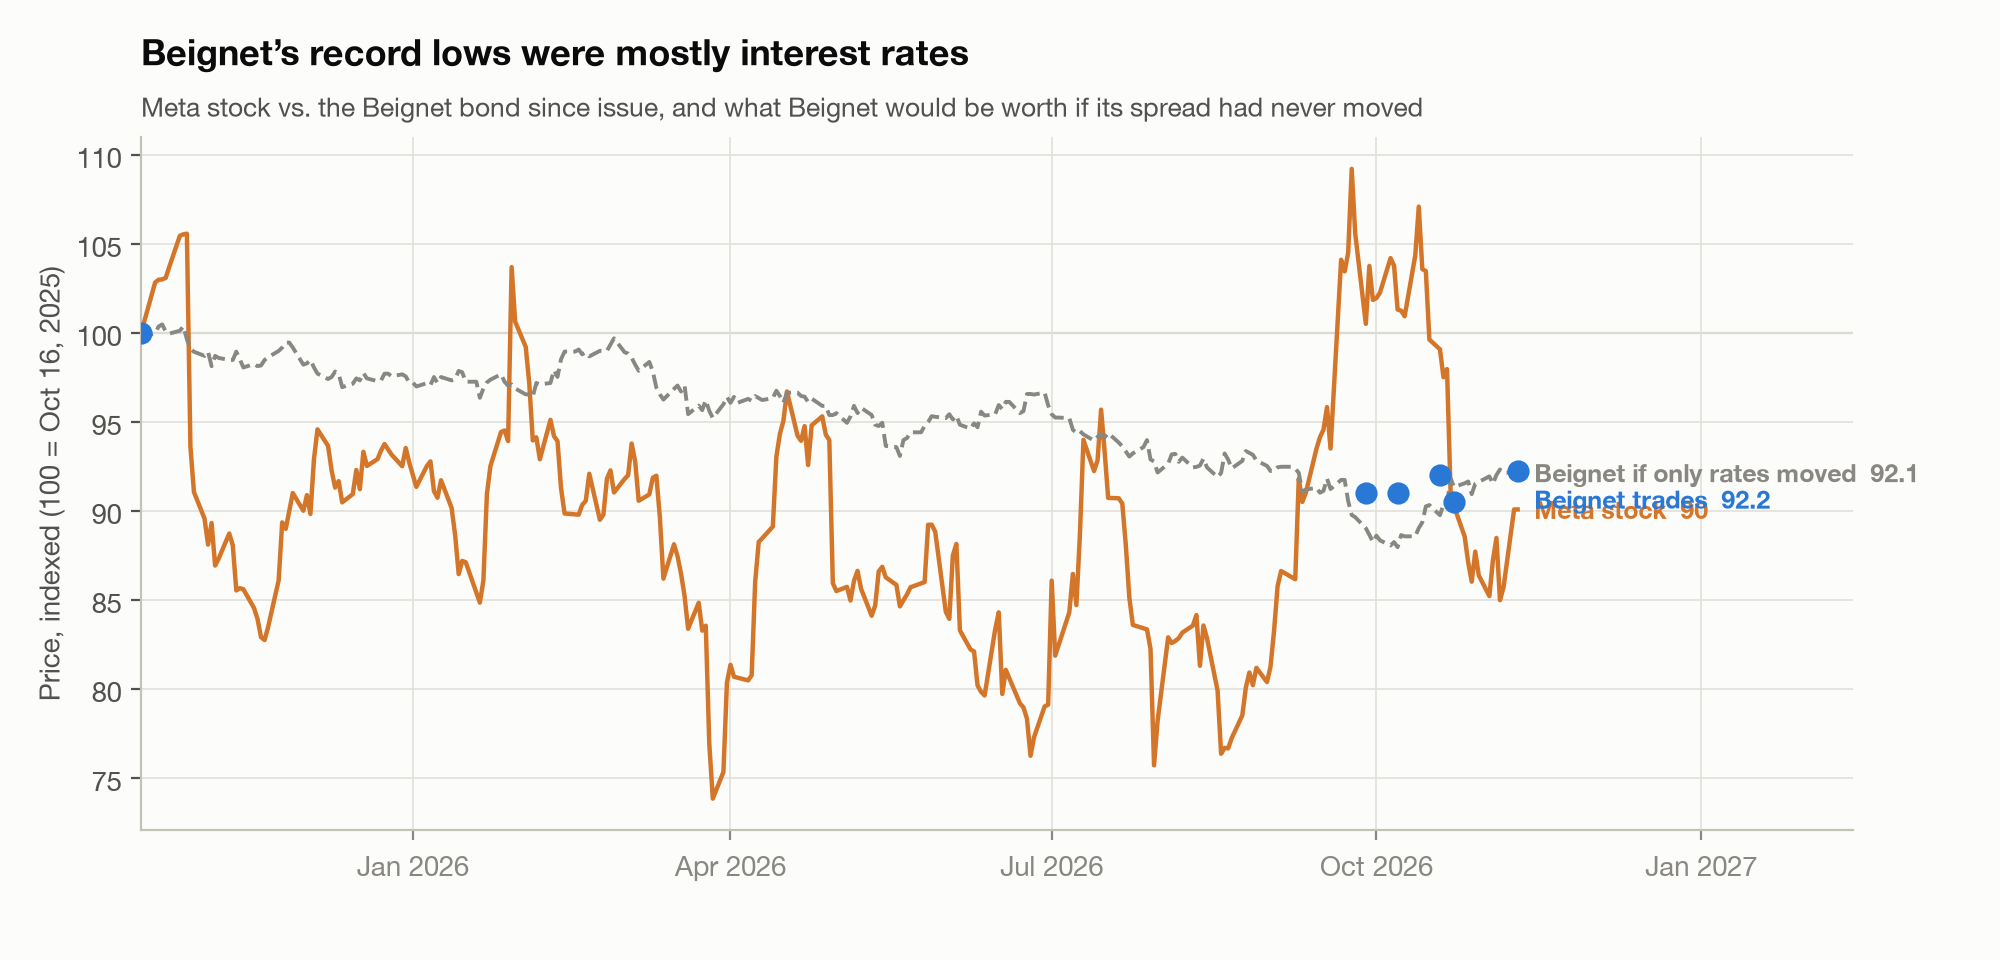 Beignet’s record lows were mostly interest rates
Meta stock vs. the Beignet bond since issue, and what Beignet would be worth if its spread had never moved
Price, indexed (100 = Oct 16, 2025)
110
105
100
95
90
85
80
75
Beignet if only rates moved 92.1
Beignet trades 92.2
Meta stock 90
Jan 2026
Apr 2026
Jul 2026
Oct 2026
Jan 2027